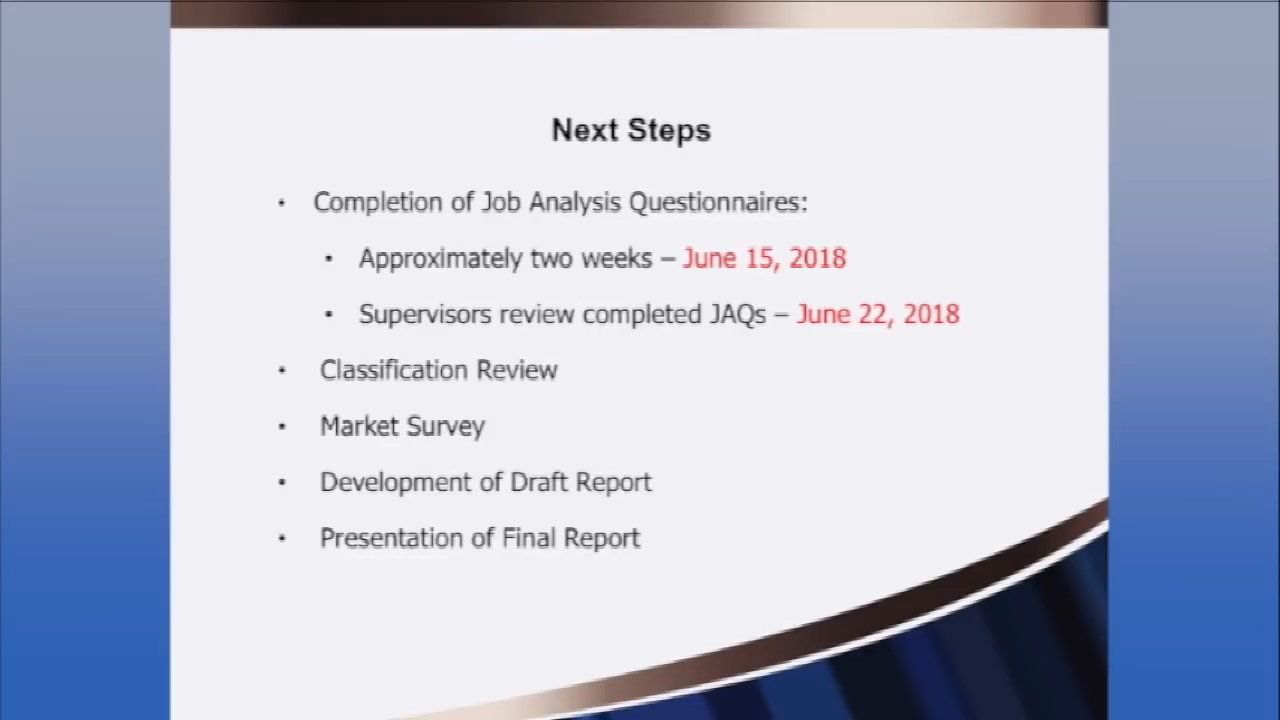 Next Steps
• Completion of Job Analysis Questionnaires:
• Approximately two weeks – June 15, 2018
• Supervisors review completed JAQs – June 22, 2018
• Classification Review
• Market Survey
• Development of Draft Report
• Presentation of Final Report